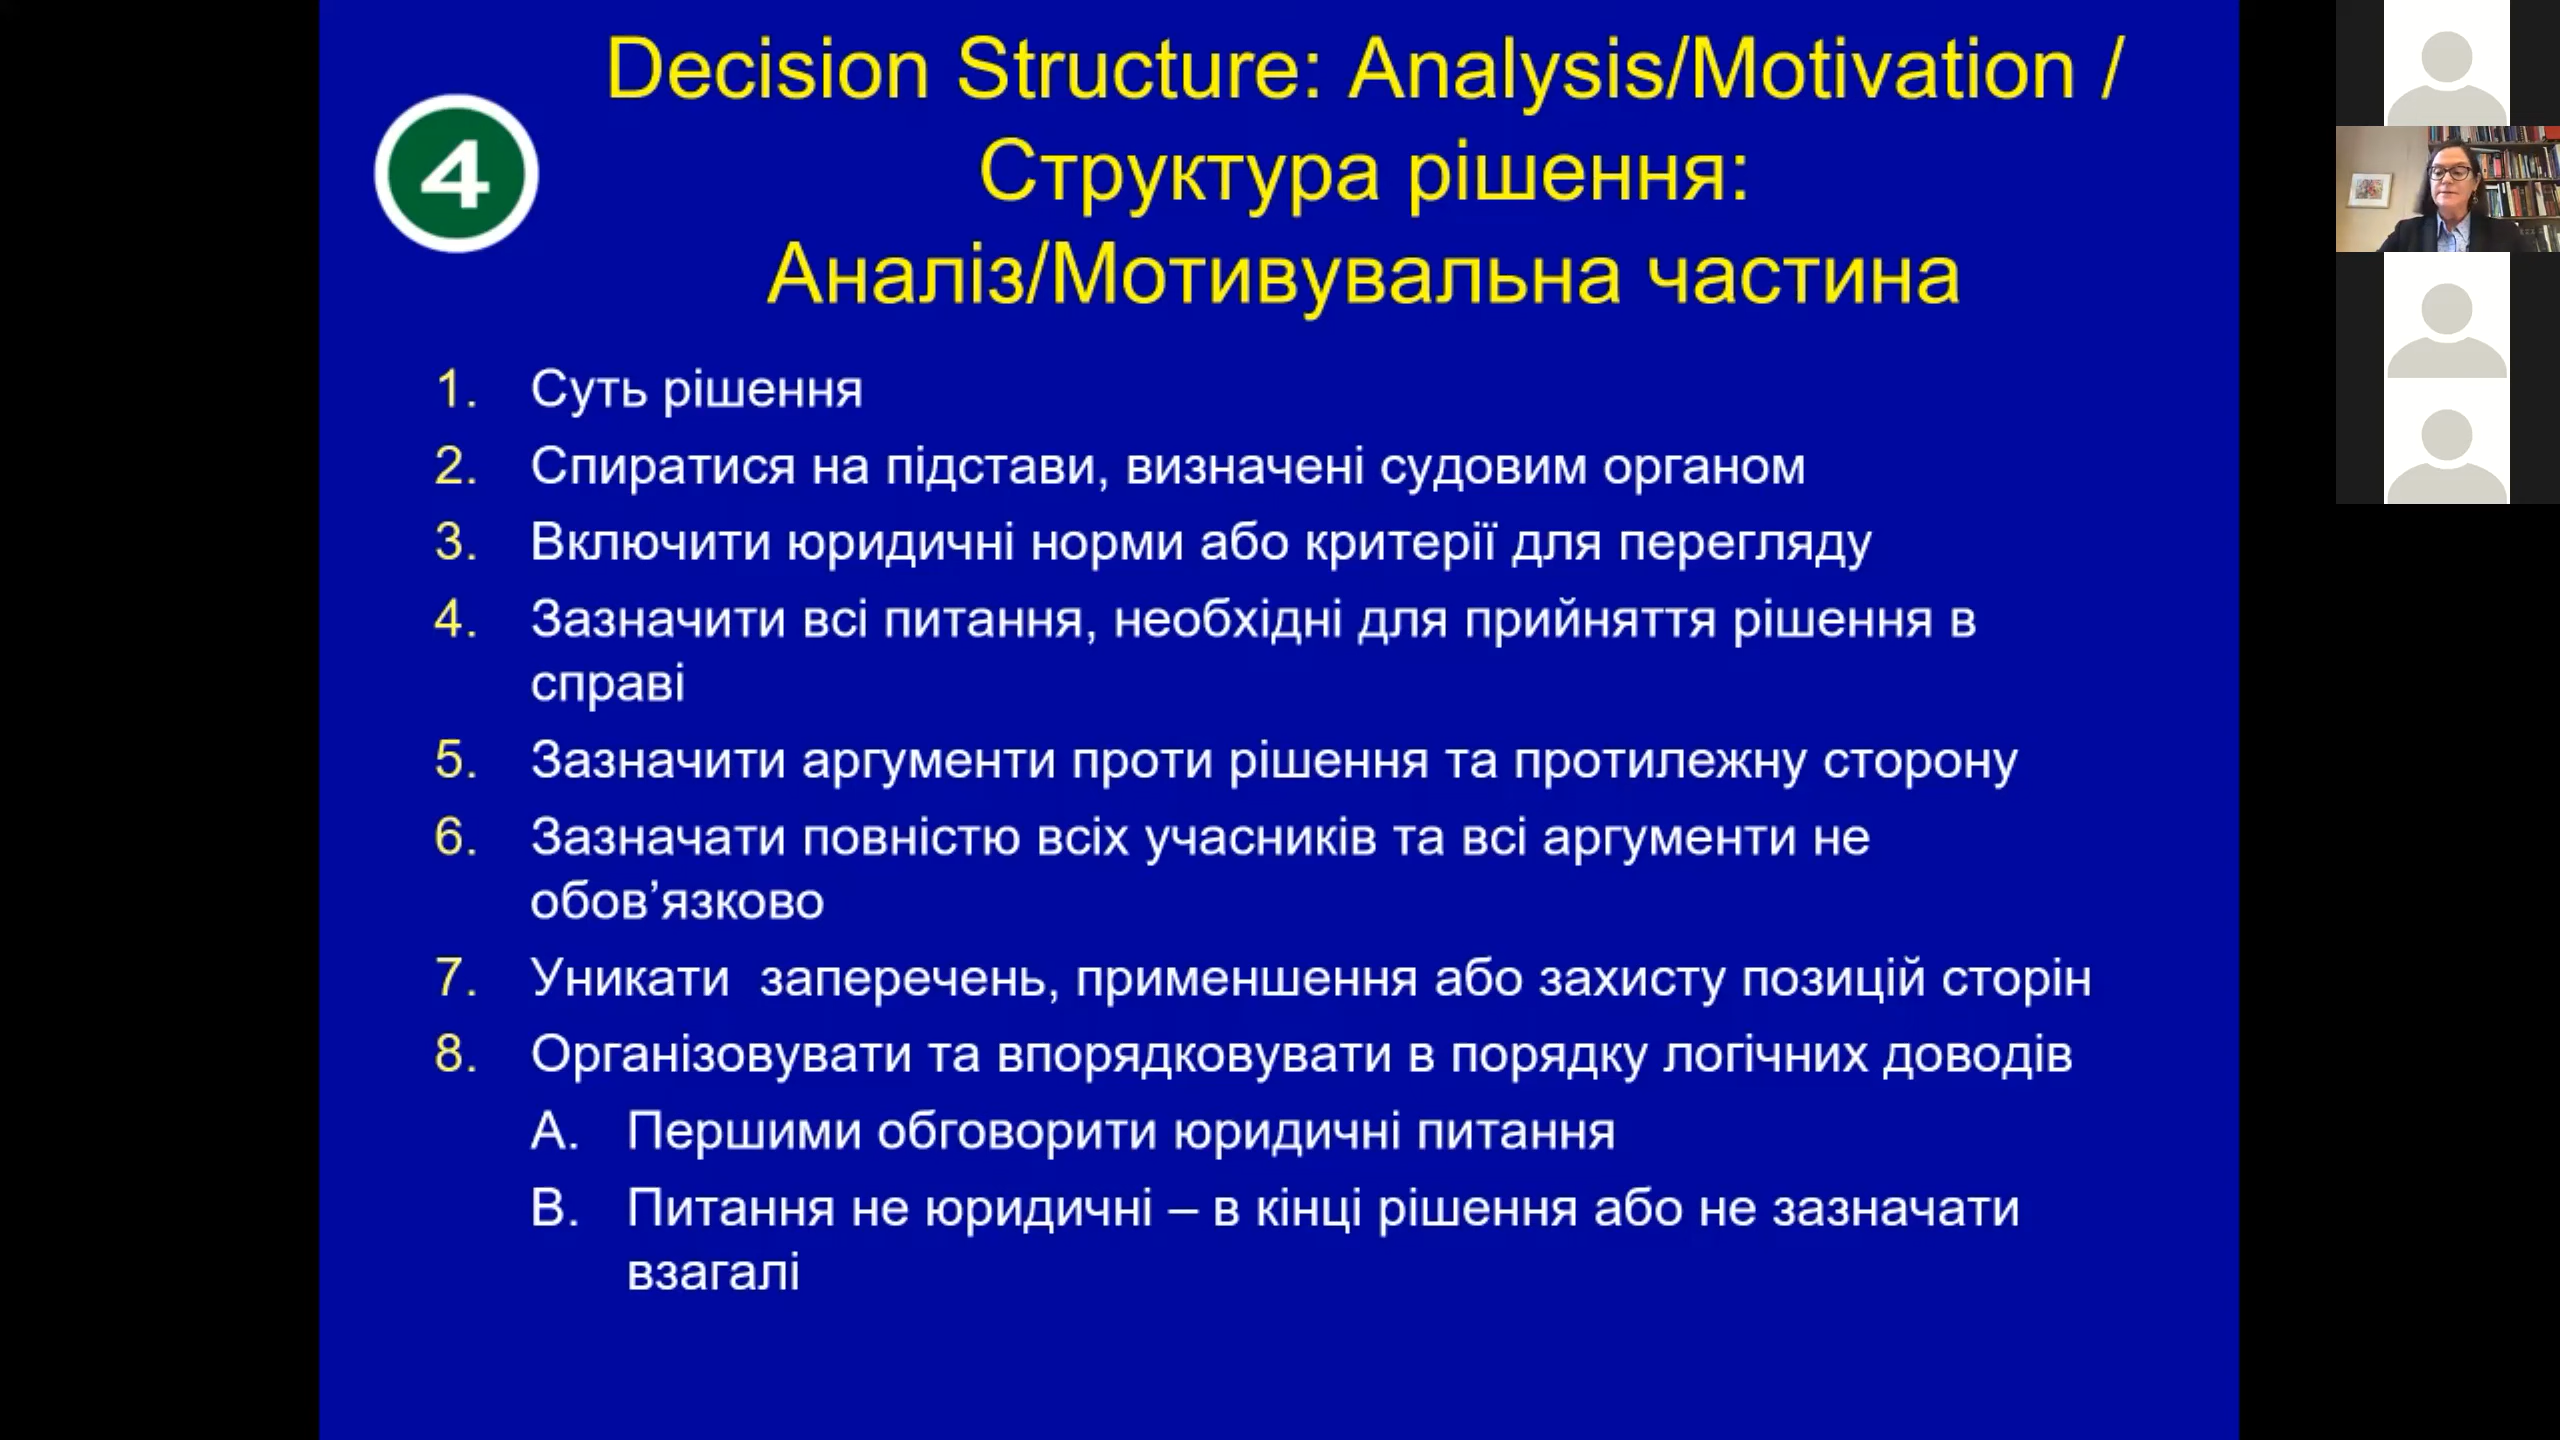 Decision Structure: Analysis/Motivation /
Структура рішення:
Аналіз/Мотивувальна частина
4
1. Суть рішення
2. Спиратися на підстави, визначені судовим органом
3. Включити юридичні норми або критерії для перегляду
4. Зазначити всі питання, необхідні для прийняття рішення в
справі
5. Зазначити аргументи проти рішення та протилежну сторону
6. Зазначати повністю всіх учасників та всі аргументи не
обов’язково
7. Уникати  заперечень, применшення або захисту позицій сторін
8. Організовувати та впорядковувати в порядку логічних доводів
A. Першими обговорити юридичні питання
B. Питання не юридичні – в кінці рішення або не зазначати
взагалі